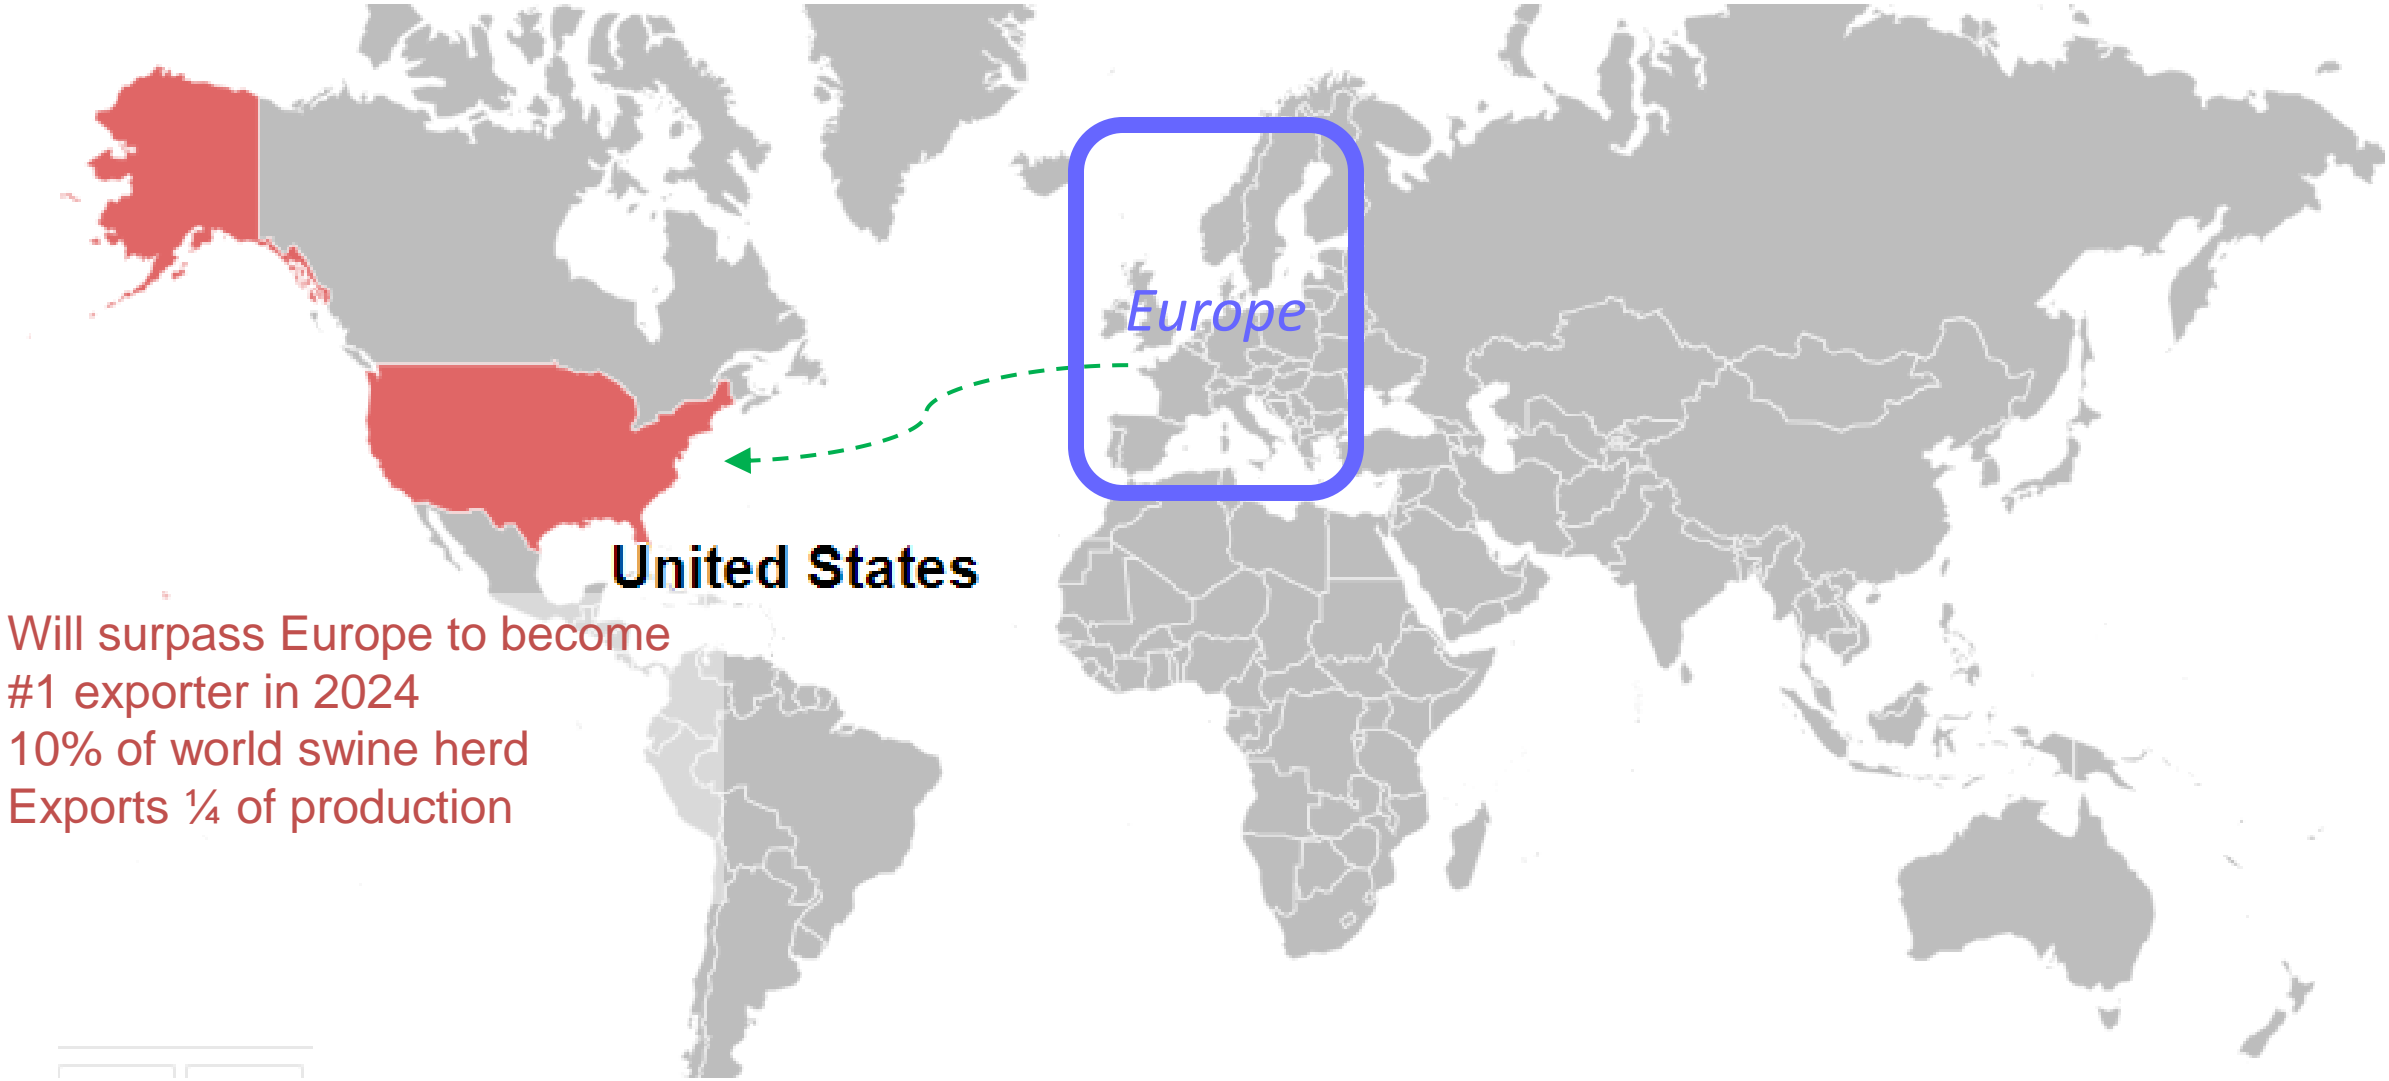 Europe
United States
Will surpass Europe to become
#1 exporter in 2024
10% of world swine herd
Exports ¼ of production